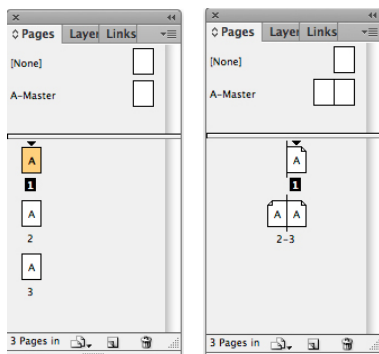 Pages Layer Links
[None]
A-Master
A
1
A
2
A
3
3 Pages in
Pages Layer Links
[None]
A-Master
A
1
A A
2-3
3 Pages in